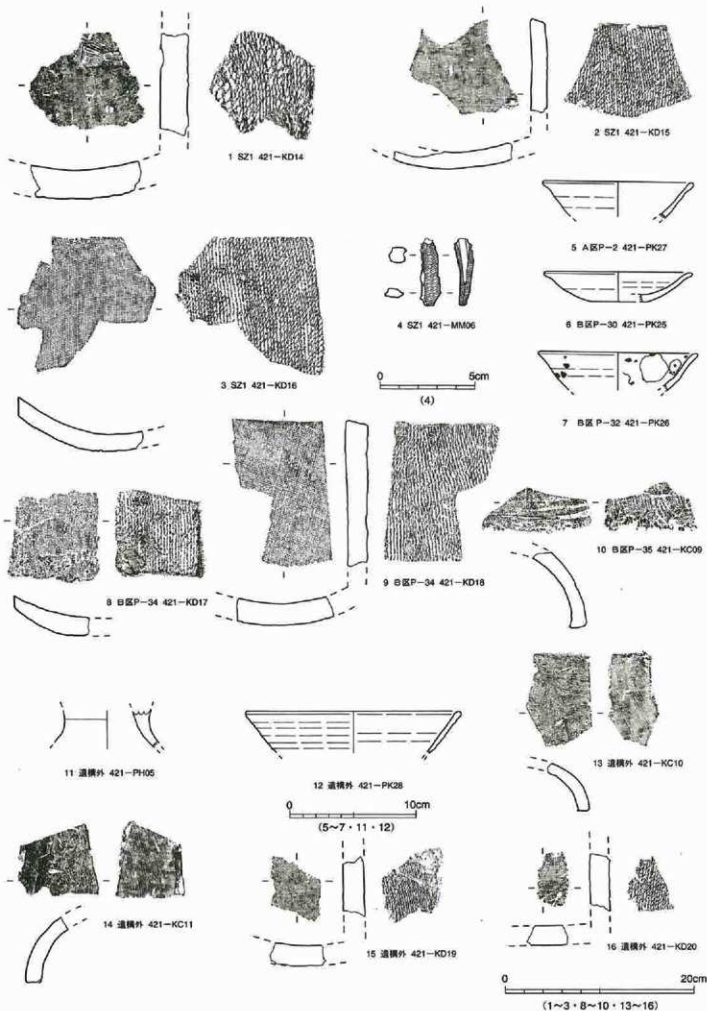 1 SZ1 421-KD14
2 SZ1 421-KD15
3 SZ1 421-KD16
4 SZ1 421-MM06
0 5cm
(4)
5 A区P-2 421-PK27
6 B区P-30 421-PK25
7 B区P-32 421-PK26
8 B区P-34 421-KD17
9 B区P-34 421-KD18
10 B区P-35 421-KC09
11 遺構外 421-PH05
12 遺構外 421-PK28
0 10cm
(5〜7・11・12)
13 遺構外 421-KC10
14 遺構外 421-KC11
15 遺構外 421-KD19
16 遺構外 421-KD20
0 20cm
(1〜3・8〜10・13〜16)